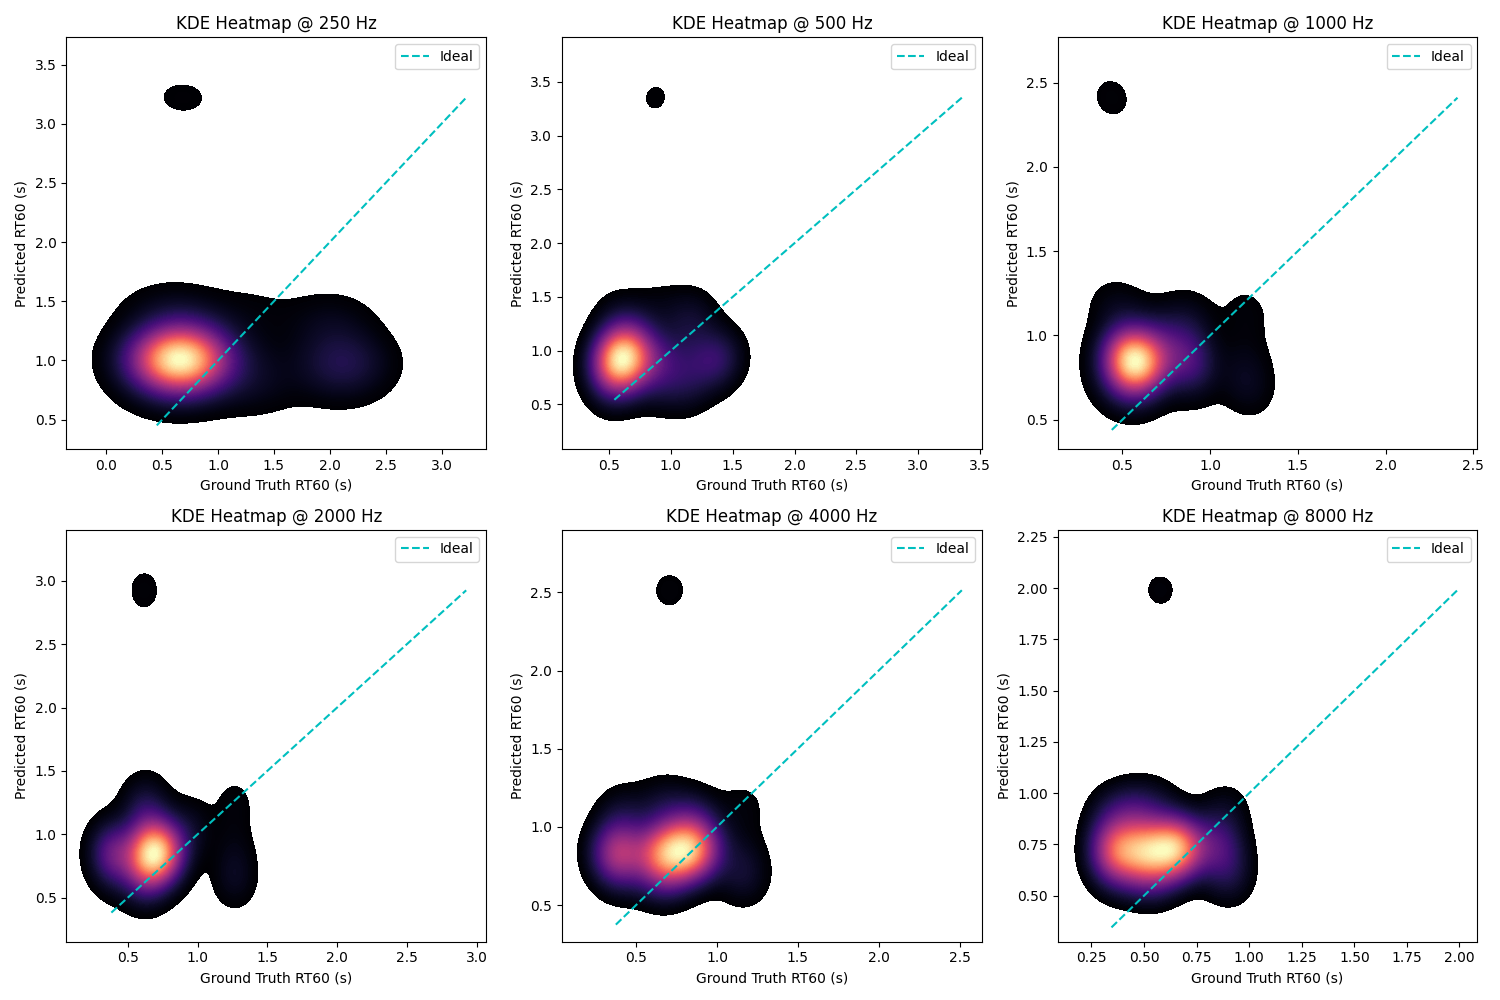 KDE Heatmap @ 250 Hz
Ideal
Predicted RT60 (s)
3.5
3.0
2.5
2.0
1.5
1.0
0.5
0.0 0.5 1.0 1.5 2.0 2.5 3.0
Ground Truth RT60 (s)
KDE Heatmap @ 500 Hz
Ideal
Predicted RT60 (s)
3.5
3.0
2.5
2.0
1.5
1.0
0.5
0.5 1.0 1.5 2.0 2.5 3.0 3.5
Ground Truth RT60 (s)
KDE Heatmap @ 1000 Hz
Ideal
Predicted RT60 (s)
2.5
2.0
1.5
1.0
0.5
0.5 1.0 1.5 2.0 2.5
Ground Truth RT60 (s)
KDE Heatmap @ 2000 Hz
Ideal
Predicted RT60 (s)
3.0
2.5
2.0
1.5
1.0
0.5
0.5 1.0 1.5 2.0 2.5 3.0
Ground Truth RT60 (s)
KDE Heatmap @ 4000 Hz
Ideal
Predicted RT60 (s)
2.5
2.0
1.5
1.0
0.5
0.5 1.0 1.5 2.0 2.5
Ground Truth RT60 (s)
KDE Heatmap @ 8000 Hz
Ideal
Predicted RT60 (s)
2.25
2.00
1.75
1.50
1.25
1.00
0.75
0.50
0.25 0.50 0.75 1.00 1.25 1.50 1.75 2.00
Ground Truth RT60 (s)